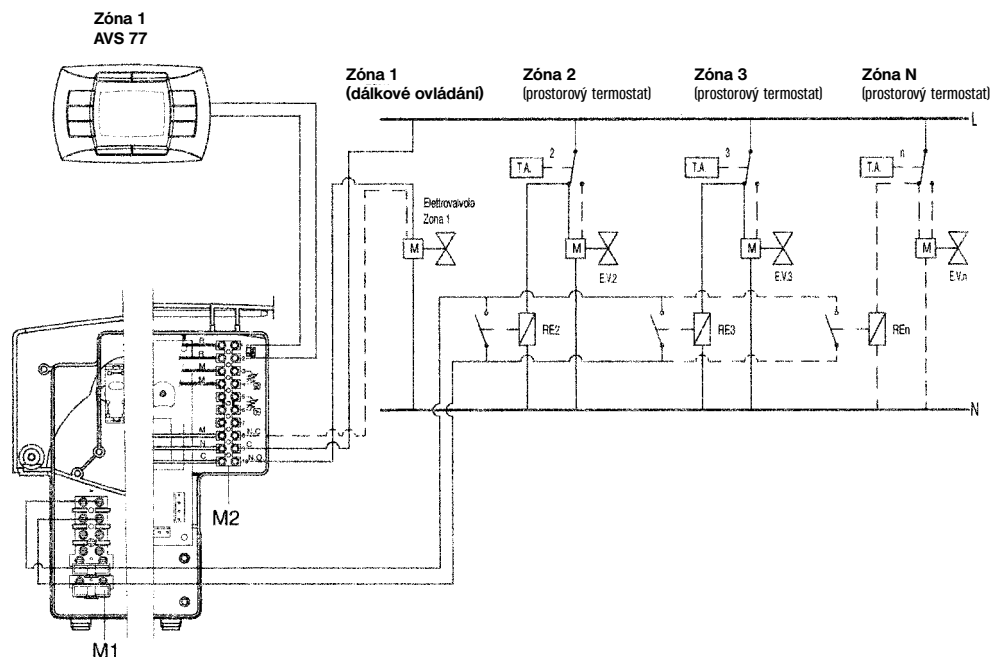 Zóna 1
AVS 77
Zóna 1
(dálkové ovládání)
Zóna 2
(prostorový termostat)
Zóna 3
(prostorový termostat)
Zóna N
(prostorový termostat)
L
T.A.
2
T.A.
3
T.A.
n
Elettrovalvola
Zona 1
M
M
M
M
E.V.2
E.V.3
E.V.n
RE2
RE3
REn
N
R
R
M
M
M
N
C
N.C.
C
N.O.
M2
M1